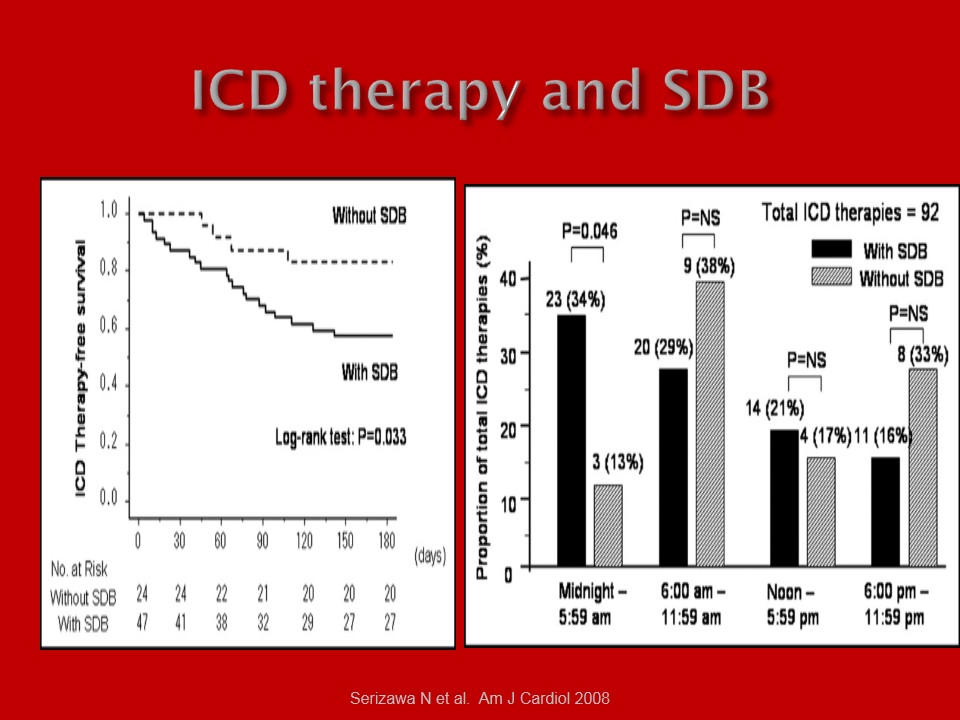 ICD therapy and SDB
ICD Therapy-free survival
1.0
0.8
0.6
0.4
0.2
0.0
Without SDB
With SDB
Log-rank test: P=0.033
0 30 60 90 120 150 180
(days)
No. at Risk
Without SDB 24 24 22 21 20 20 20
With SDB 47 41 38 32 29 27 27
Proportion of total ICD therapies (%)
40
30
20
10
0
Total ICD therapies = 92
With SDB
Without SDB
P=0.046
P=NS
P=NS
P=NS
23 (34%)
3 (13%)
20 (29%)
9 (38%)
14 (21%)
4 (17%)
11 (16%)
8 (33%)
Midnight –
5:59 am
6:00 am –
11:59 am
Noon –
5:59 pm
6:00 pm –
11:59 pm
Serizawa N et al. Am J Cardiol 2008